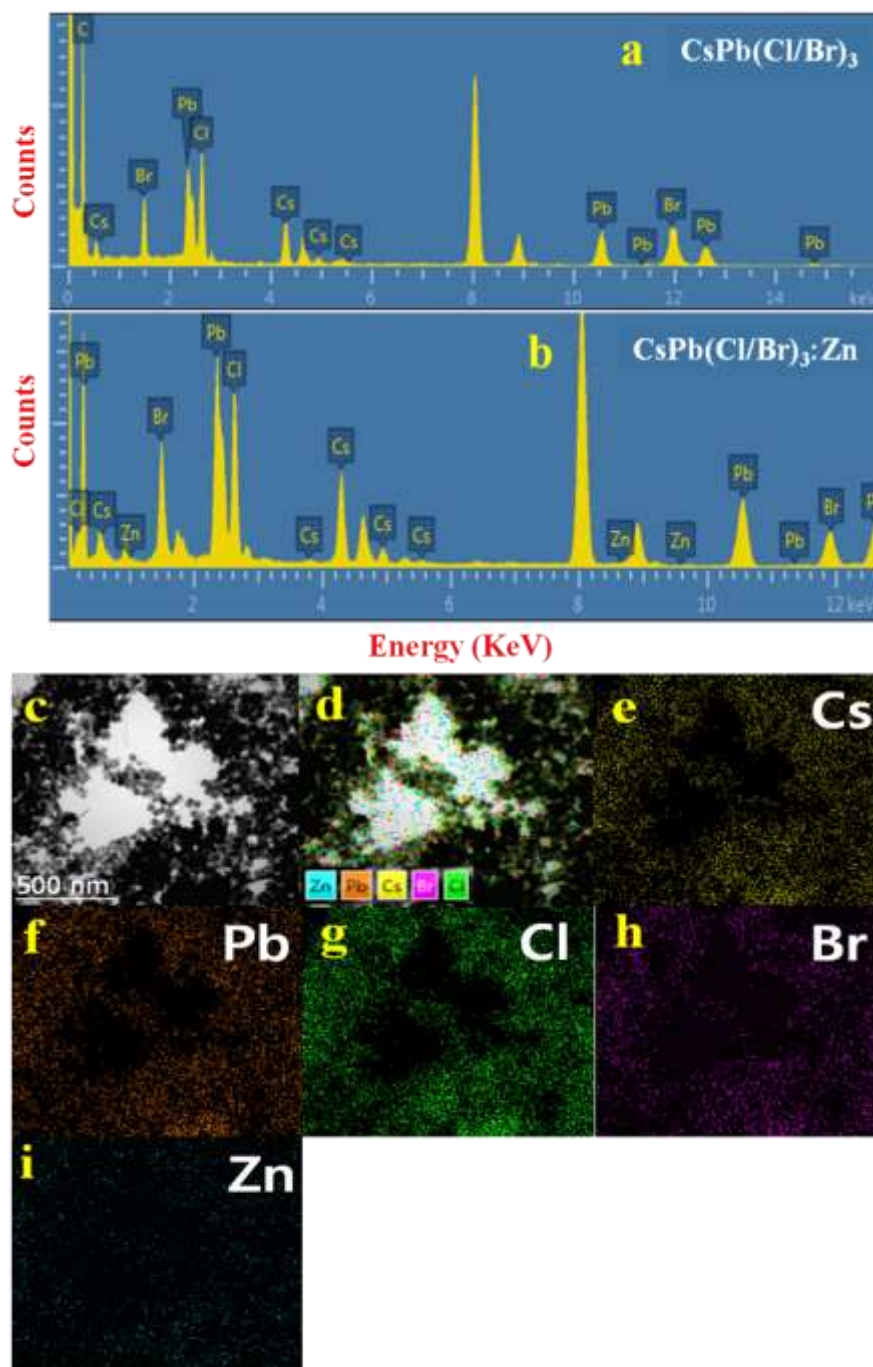 a
CsPb(Cl/Br)3
Counts
C
Cs
Br
Pb
Cl
Cs
Cs
Cs
Pb
Pb
Br
Pb
Pb
0 2 4 6 8 10 12 14 keV
b
CsPb(Cl/Br)3:Zn
Counts
Pb
Cl
Cs
Zn
Br
Pb
Cl
Cs
Cs
Cs
Cs
Zn
Zn
Pb
Pb
Br
2 4 6 8 10 12 keV
Energy (KeV)
c
500 nm
d
Zn Pb Cs Br Cl
e
Cs
f
Pb
g
Cl
h
Br
i
Zn